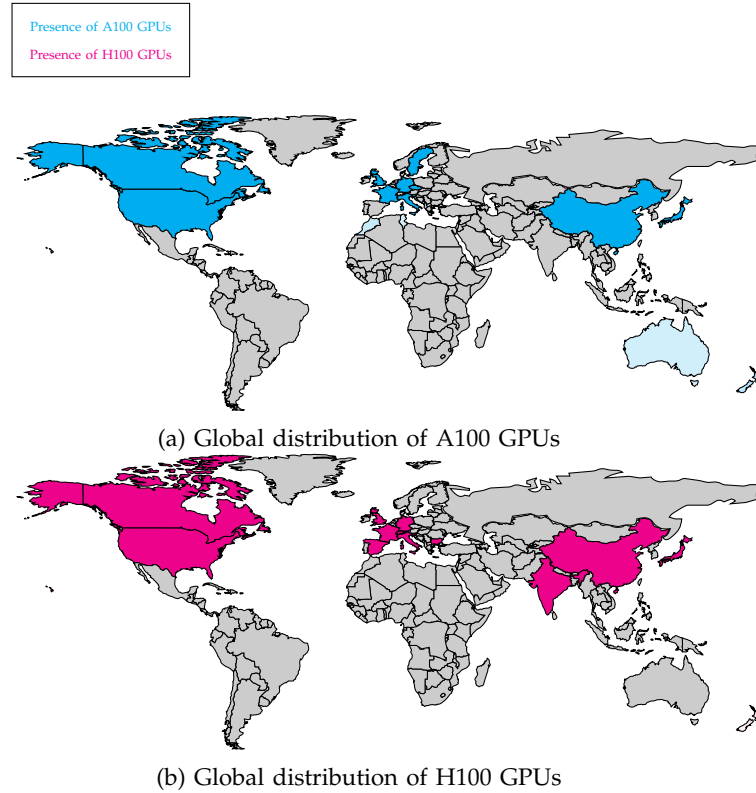 Presence of A100 GPUs
Presence of H100 GPUs
(a) Global distribution of A100 GPUs
(b) Global distribution of H100 GPUs